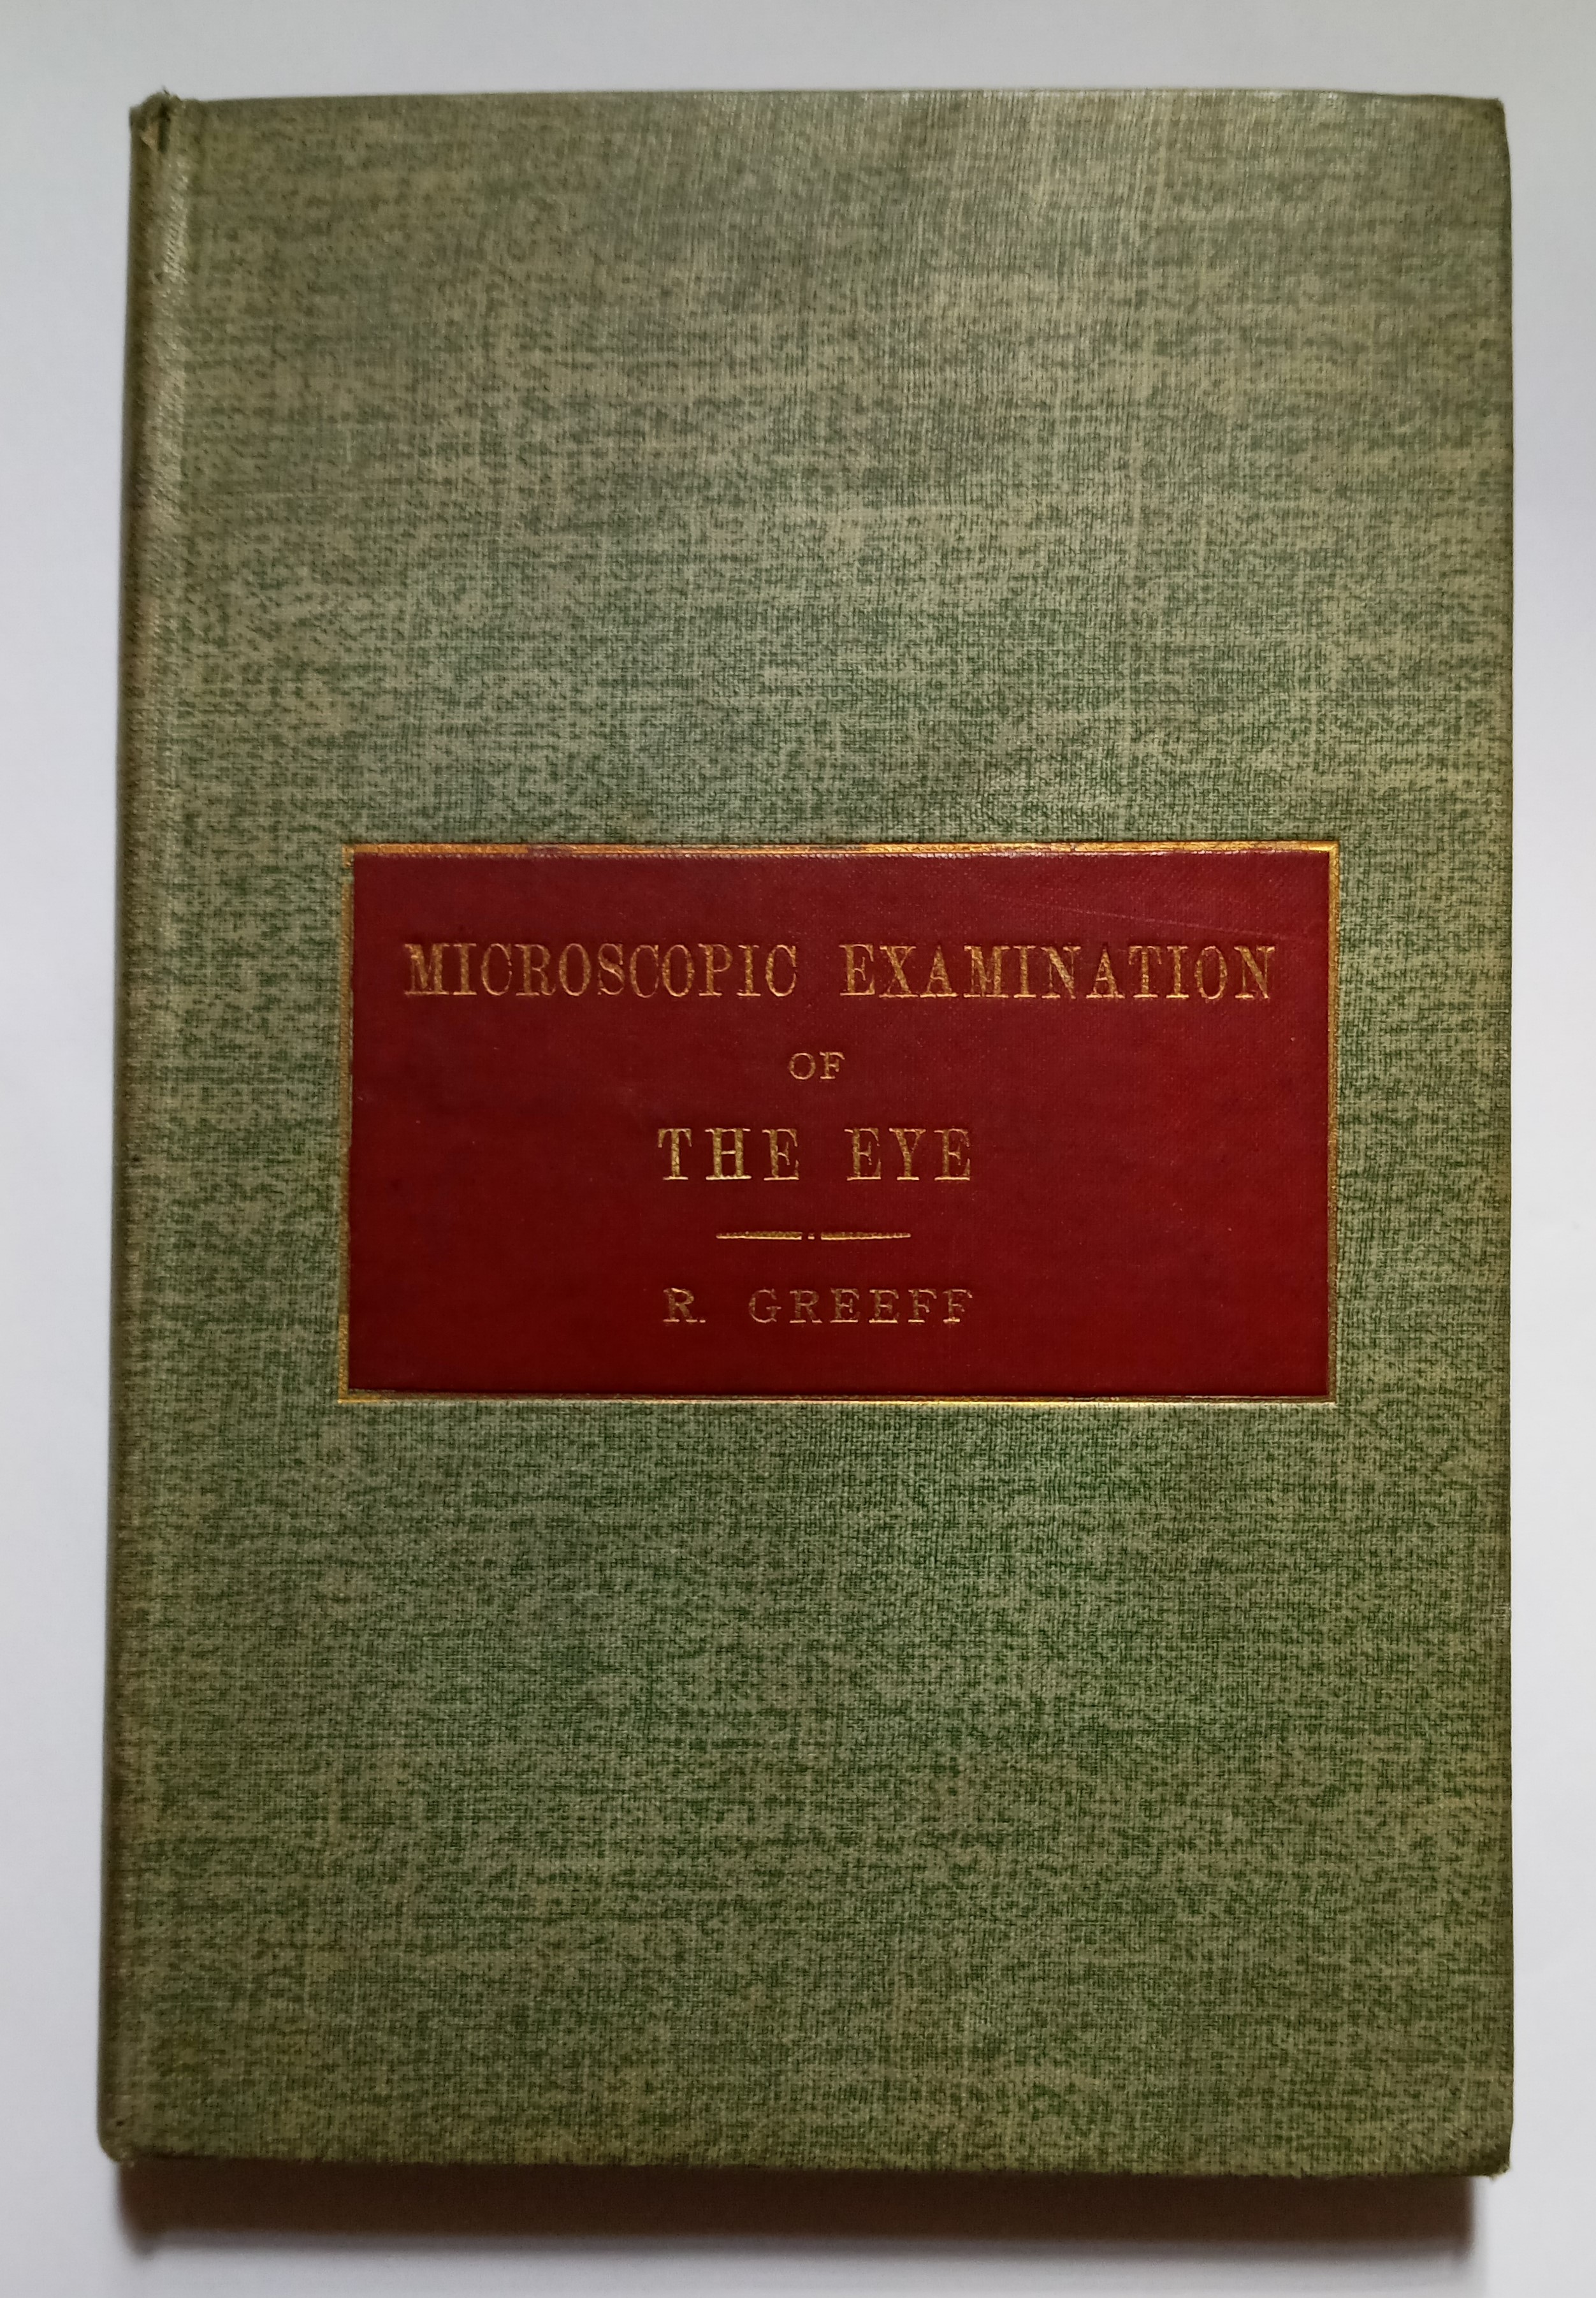 MICROSCOPIC EXAMINATION
OF
THE EYE
R. GREEFF